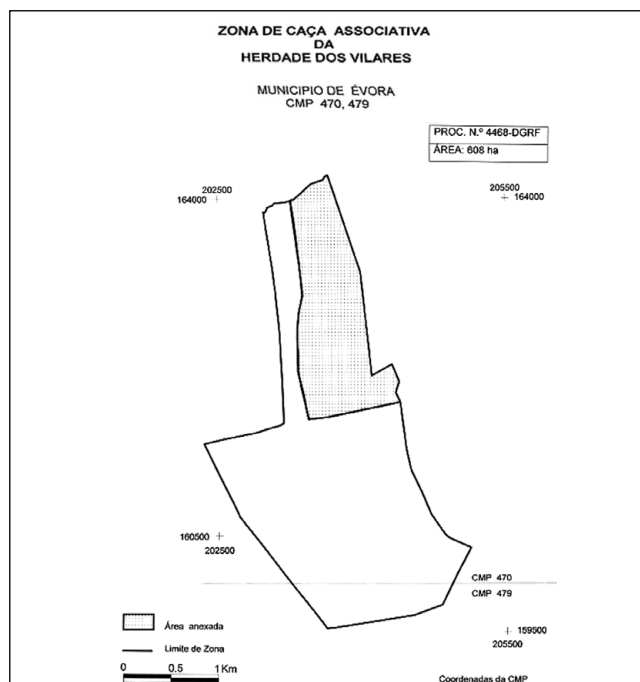 ZONA DE CAÇA ASSOCIATIVA
DA
HERDADE DOS VILARES
MUNICIPIO DE ÉVORA
CMP 470, 479
PROC. N.º 4468-DGRF
ÁREA: 608 ha
202500
164000
205500
164000
160500
202500
CMP 470
CMP 479
159500
205500
Área anexada
Limite de Zona
0 0.5 1Km
Coordenadas da CMP